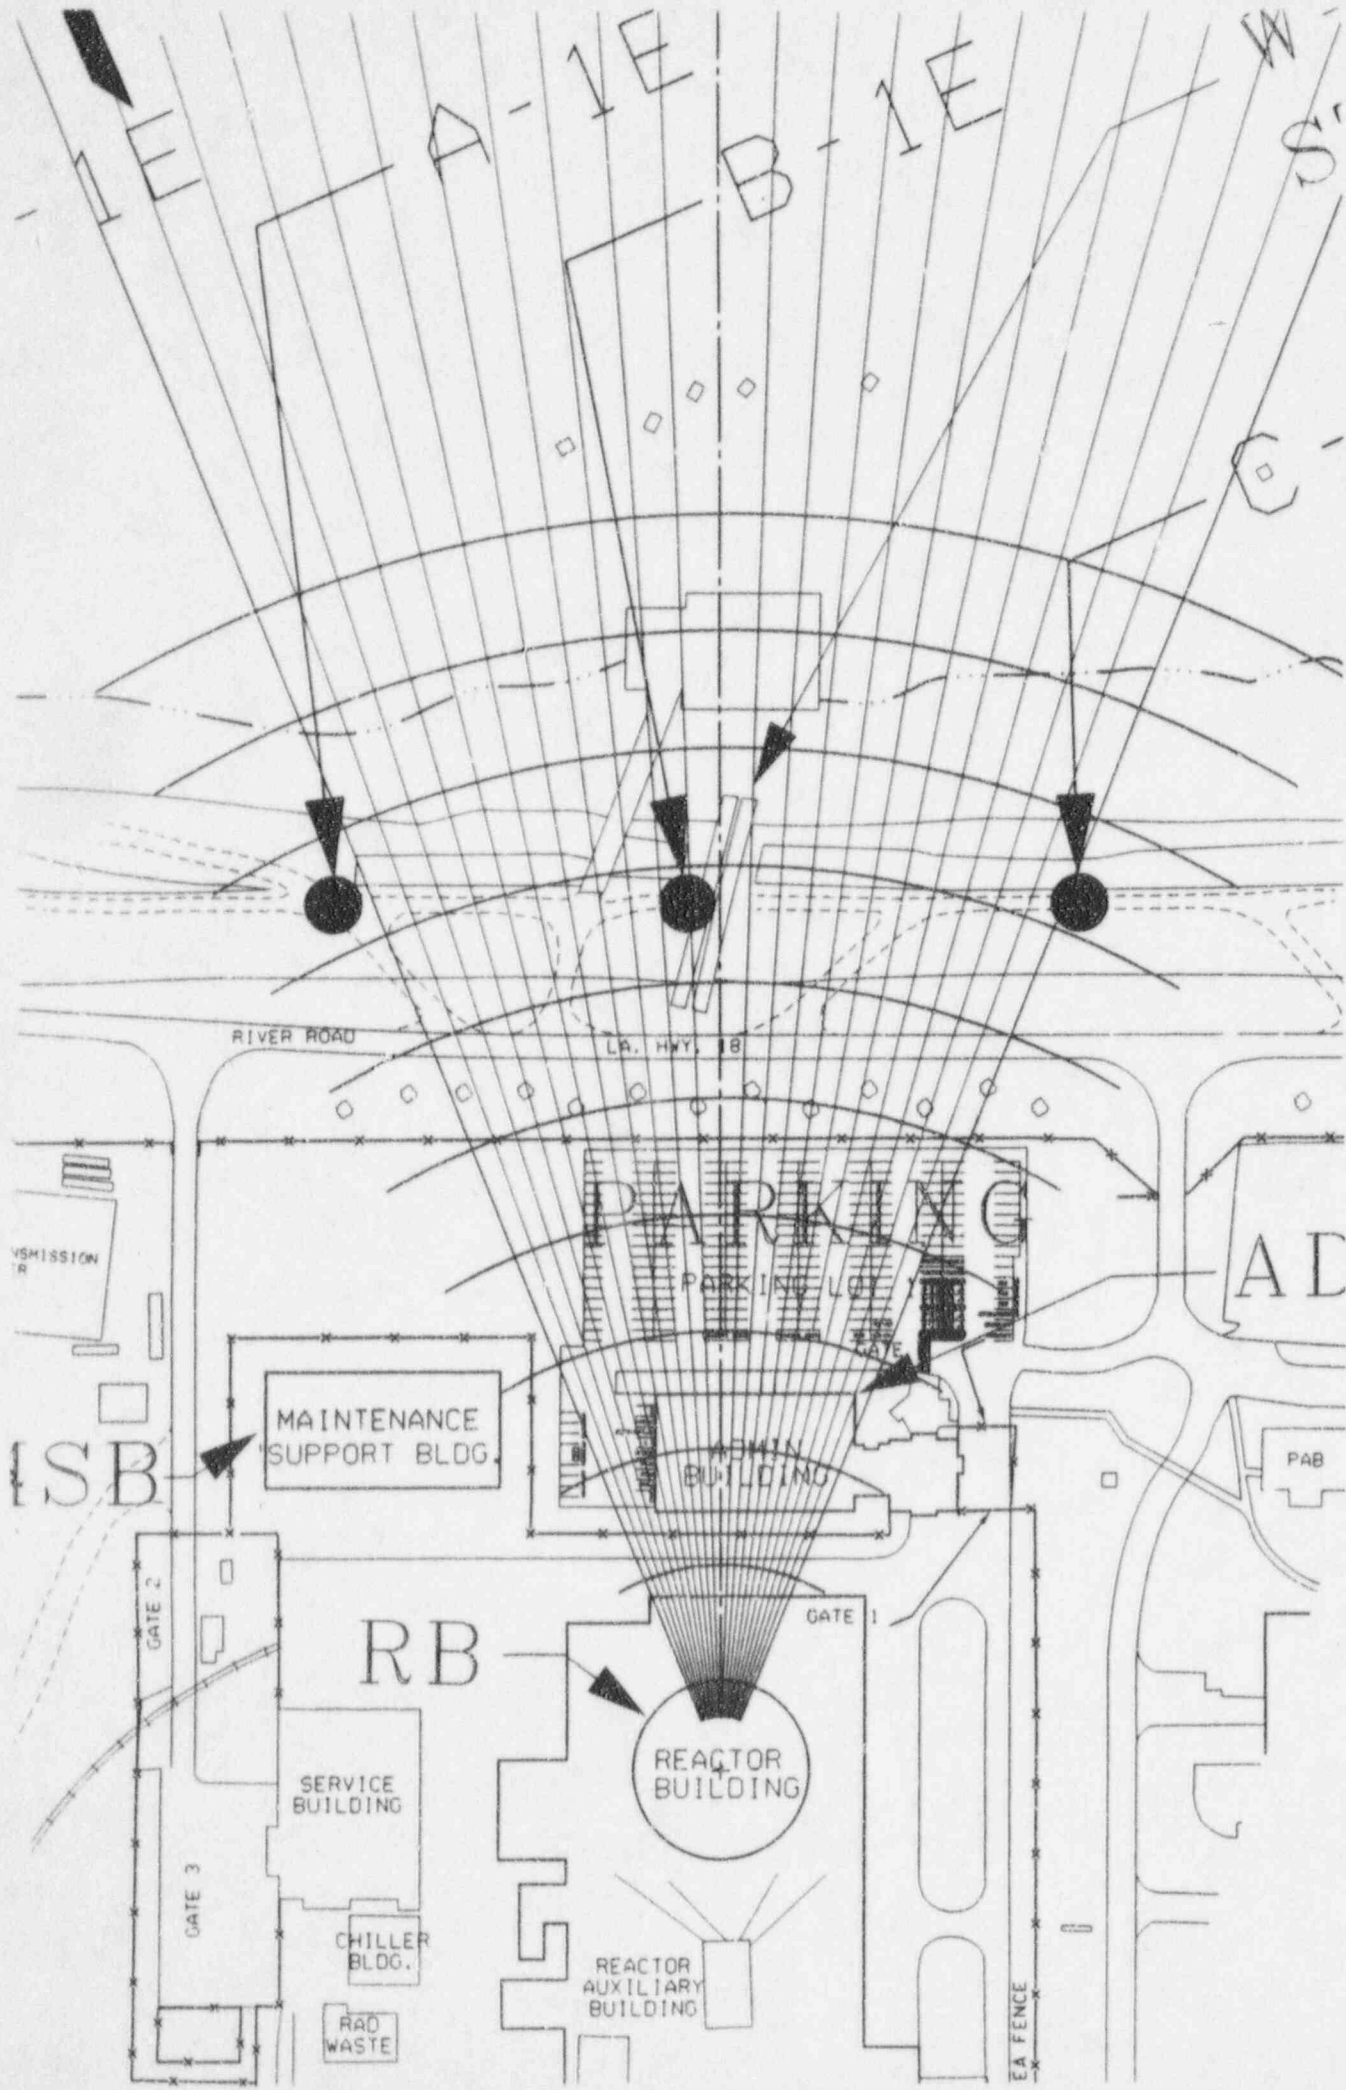 - 1E
A - 1E
B - 1E
W -
S
C -
RIVER ROAD
LA. HWY. 18
PARKING
PARKING LOT
AD
GATE
MAINTENANCE
SUPPORT BLDG.
ADMIN
BUILDING
PAB
GATE 2
RB
GATE 1
REACTOR
BUILDING
SERVICE
BUILDING
GATE 3
CHILLER
BLDG.
REACTOR
AUXILIARY
BUILDING
RAD
WASTE
EA FENCE